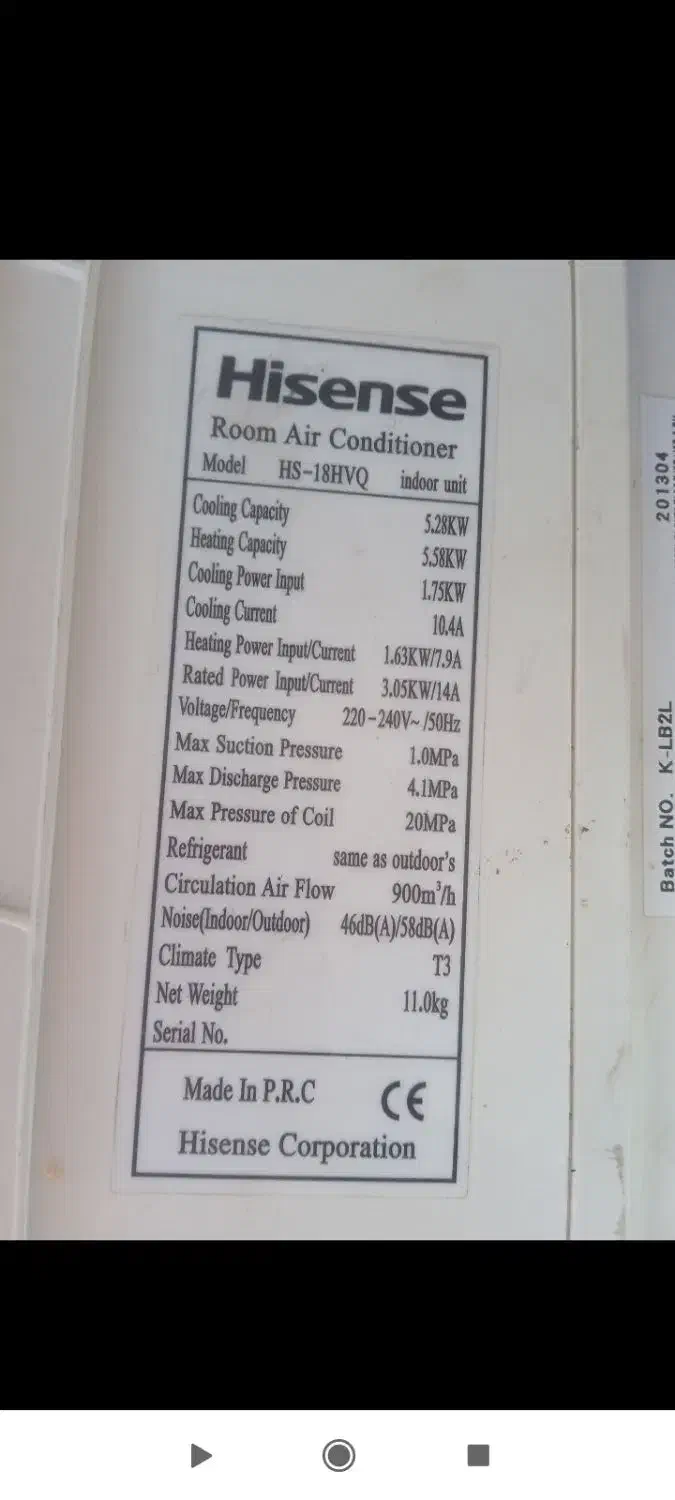 Hisense
Room Air Conditioner
Model HS-18HVQ indoor unit
Cooling Capacity 5.28KW
Heating Capacity 5.58KW
Cooling Power Input 1.75KW
Cooling Current 10.4A
Heating Power Input/Current 1.63KW/7.9A
Rated Power Input/Current 3.05KW/14A
Voltage/Frequency 220-240V~/50Hz
Max Suction Pressure 1.0MPa
Max Discharge Pressure 4.1MPa
Max Pressure of Coil 20MPa
Refrigerant same as outdoor's
Circulation Air Flow 900m³/h
Noise(Indoor/Outdoor) 46dB(A)/58dB(A)
Climate Type T3
Net Weight 11.0kg
Serial No.
Made In P.R.C CE
Hisense Corporation
Batch NO. K-LB2L 201304